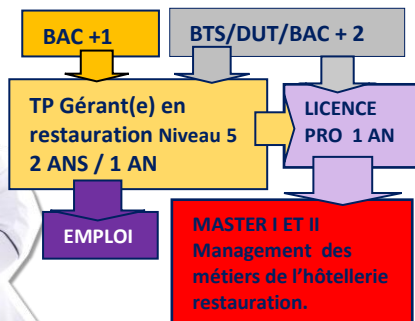 BAC +1
BTS/DUT/BAC + 2
TP Gérant(e) en
restauration Niveau 5
2 ANS / 1 AN
LICENCE
PRO 1 AN
EMPLOI
MASTER I ET II
Management des
métiers de l’hôtellerie
restauration.